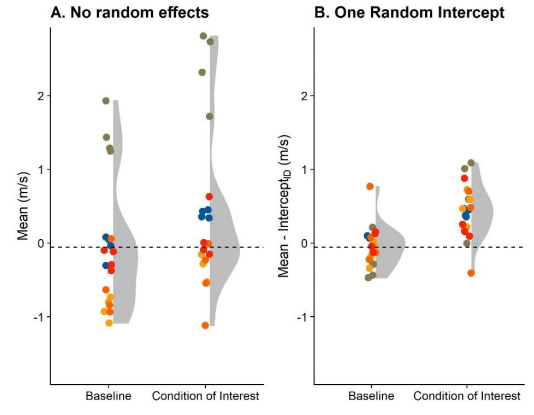 A. No random effects
Mean (m/s)
2
1
0
-1
Baseline
Condition of Interest
B. One Random Intercept
Mean - Intercept_ID (m/s)
2
1
0
-1
Baseline
Condition of Interest